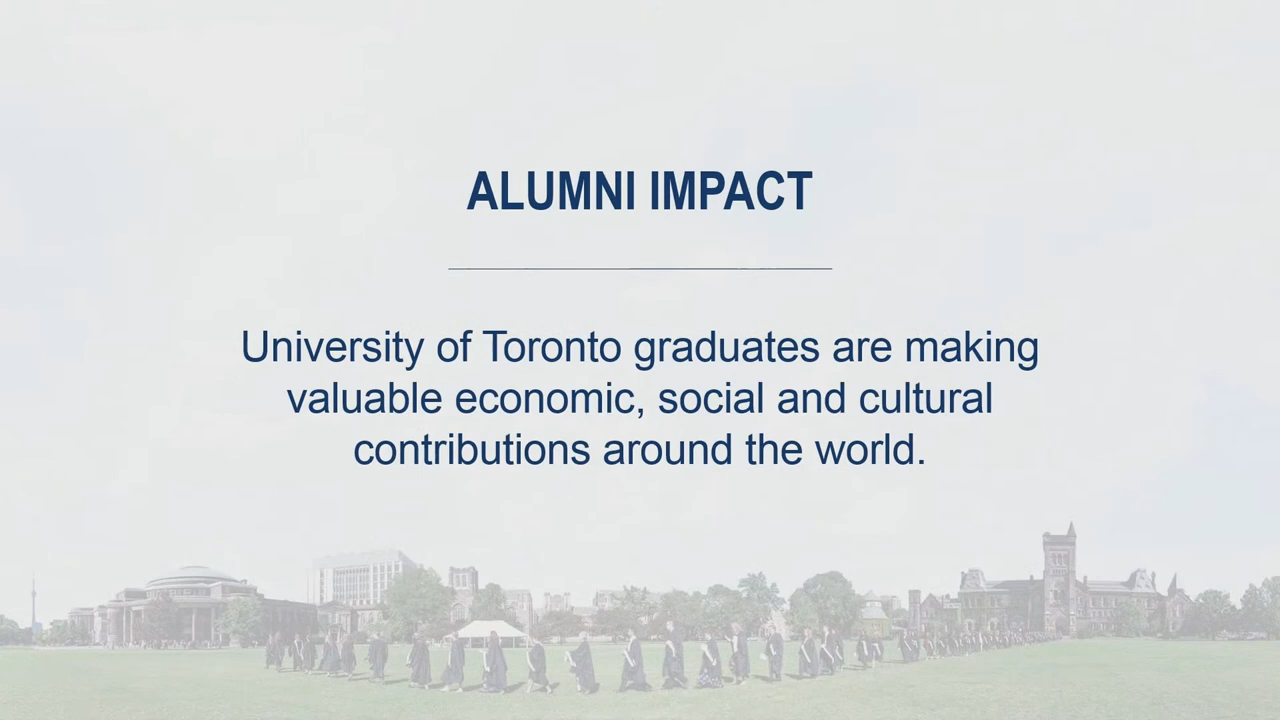 ALUMNI IMPACT
University of Toronto graduates are making
valuable economic, social and cultural
contributions around the world.